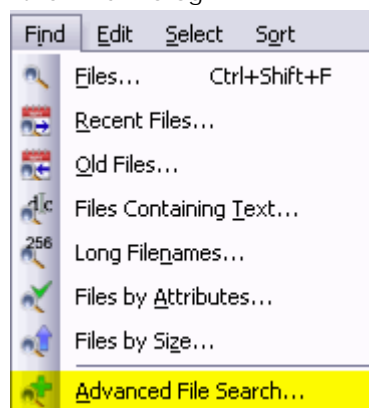 Find Edit Select Sort
Files... Ctrl+Shift+F
Recent Files...
Old Files...
Files Containing Text...
256 Long Filenames...
Files by Attributes...
Files by Size...
Advanced File Search...